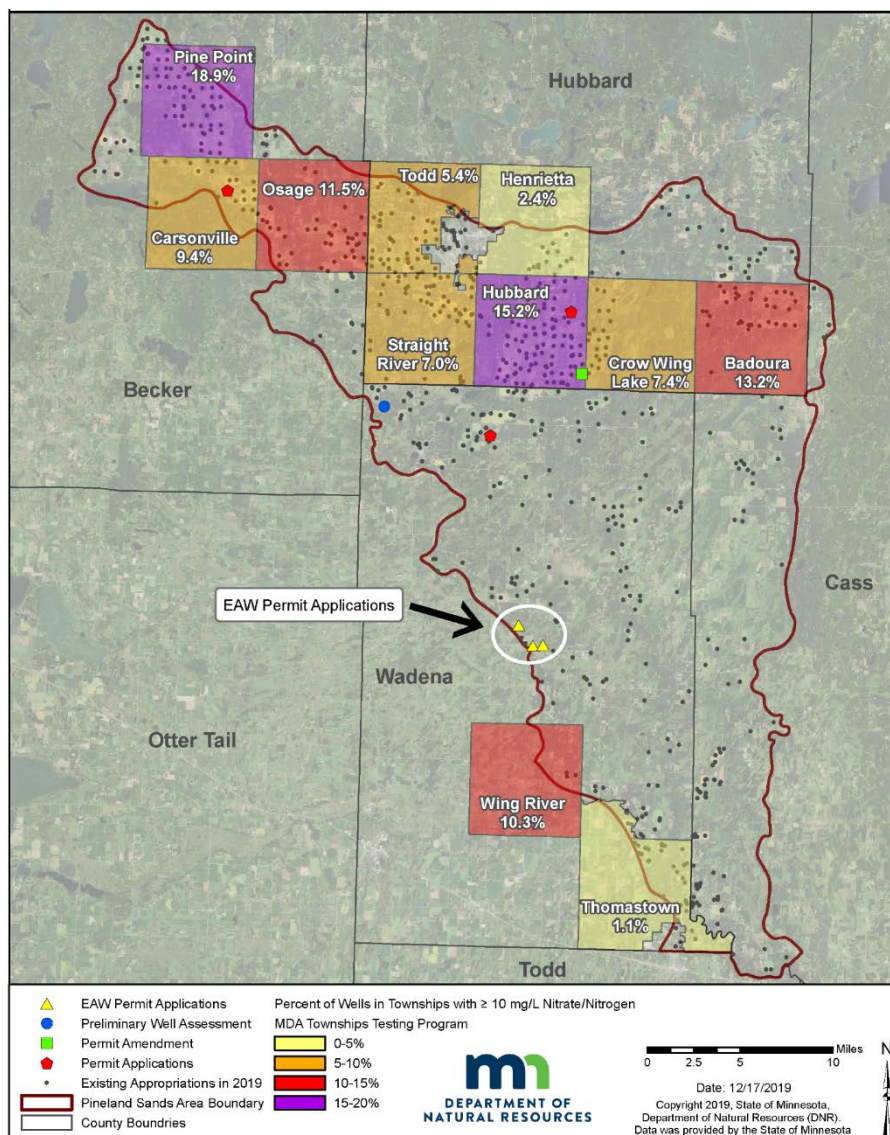 Pine Point
18.9%
Hubbard
Osage 11.5%
Todd 5.4%
Henrietta
2.4%
Carsonville
9.4%
Hubbard
15.2%
Straight
River 7.0%
Crow Wing
Lake 7.4%
Badoura
13.2%
Becker
Cass
EAW Permit Applications
Wadena
Otter Tail
Wing River
10.3%
Thomastown
1.1%
Todd
EAW Permit Applications
Preliminary Well Assessment
Permit Amendment
Permit Applications
Existing Appropriations in 2019
Pineland Sands Area Boundary
County Boundries
Percent of Wells in Townships with ≥ 10 mg/L Nitrate/Nitrogen
MDA Townships Testing Program
0-5%
5-10%
10-15%
15-20%
DEPARTMENT OF
NATURAL RESOURCES
Miles
0 2.5 5 10
N
Date: 12/17/2019
Copyright 2019, State of Minnesota,
Department of Natural Resources (DNR).
Data was provided by the State of Minnesota